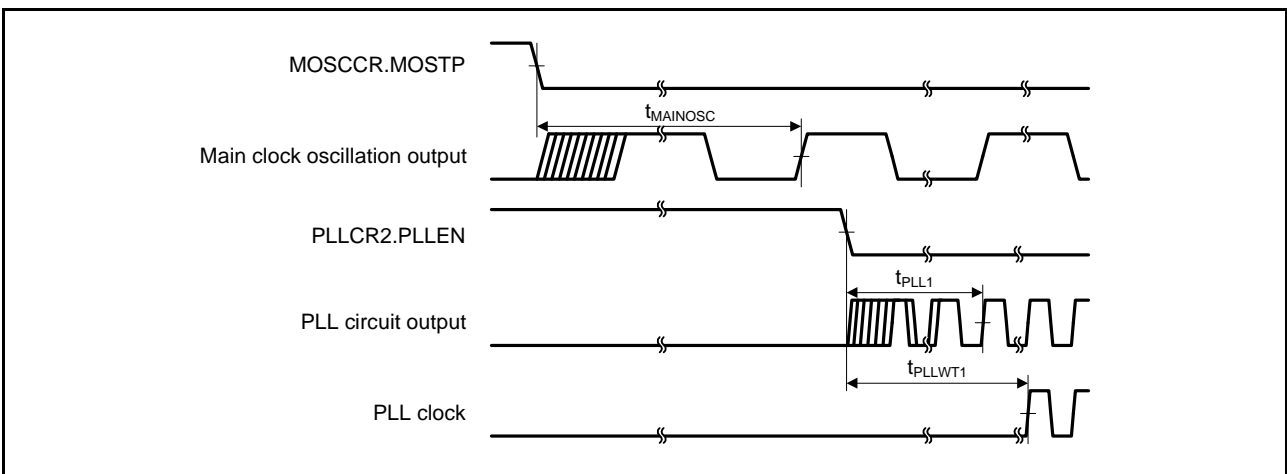 MOSCCR.MOSTP
tMAINOSC
Main clock oscillation output
PLLCR2.PLLEN
tPLL1
PLL circuit output
tPLLWT1
PLL clock